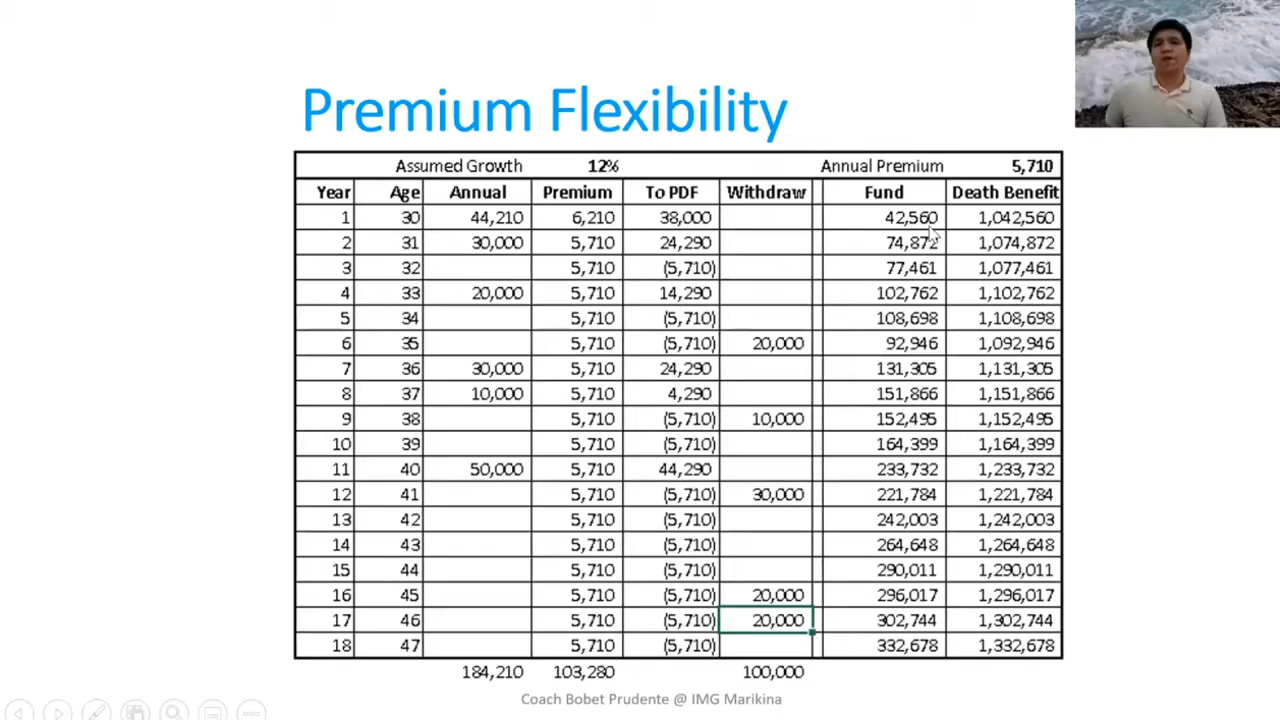 Premium Flexibility
Assumed Growth 12% Annual Premium 5,710
Year Age Annual Premium To PDF Withdraw Fund Death Benefit
1 30 44,210 6,210 38,000 42,560 1,042,560
2 31 30,000 5,710 24,290 74,872 1,074,872
3 32 5,710 (5,710) 77,461 1,077,461
4 33 20,000 5,710 14,290 102,762 1,102,762
5 34 5,710 (5,710) 108,698 1,108,698
6 35 5,710 (5,710) 20,000 92,946 1,092,946
7 36 30,000 5,710 24,290 131,305 1,131,305
8 37 10,000 5,710 4,290 151,866 1,151,866
9 38 5,710 (5,710) 10,000 152,495 1,152,495
10 39 5,710 (5,710) 164,399 1,164,399
11 40 50,000 5,710 44,290 233,732 1,233,732
12 41 5,710 (5,710) 30,000 221,784 1,221,784
13 42 5,710 (5,710) 242,003 1,242,003
14 43 5,710 (5,710) 264,648 1,264,648
15 44 5,710 (5,710) 290,011 1,290,011
16 45 5,710 (5,710) 20,000 296,017 1,296,017
17 46 5,710 (5,710) 20,000 302,744 1,302,744
18 47 5,710 (5,710) 332,678 1,332,678
184,210 103,280 100,000
Coach Bobet Prudente @ IMG Marikina